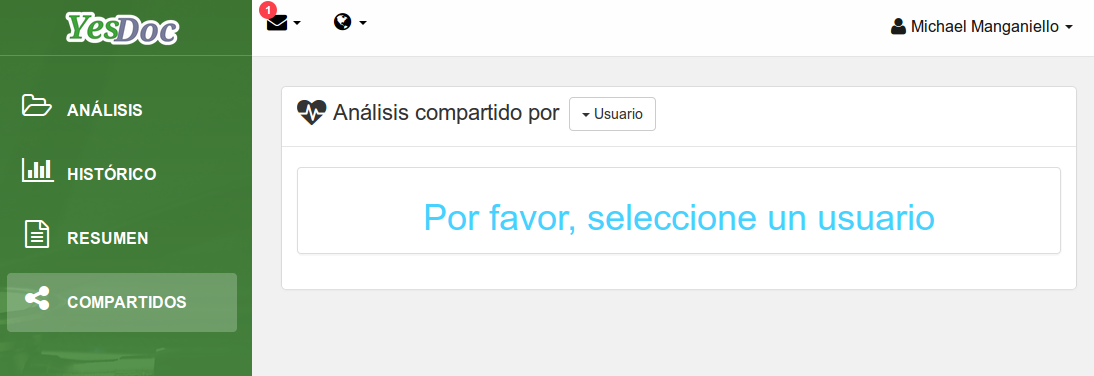 YesDoc
1
Michael Manganiello
ANÁLISIS
HISTÓRICO
RESUMEN
COMPARTIDOS
Análisis compartido por
Usuario
Por favor, seleccione un usuario